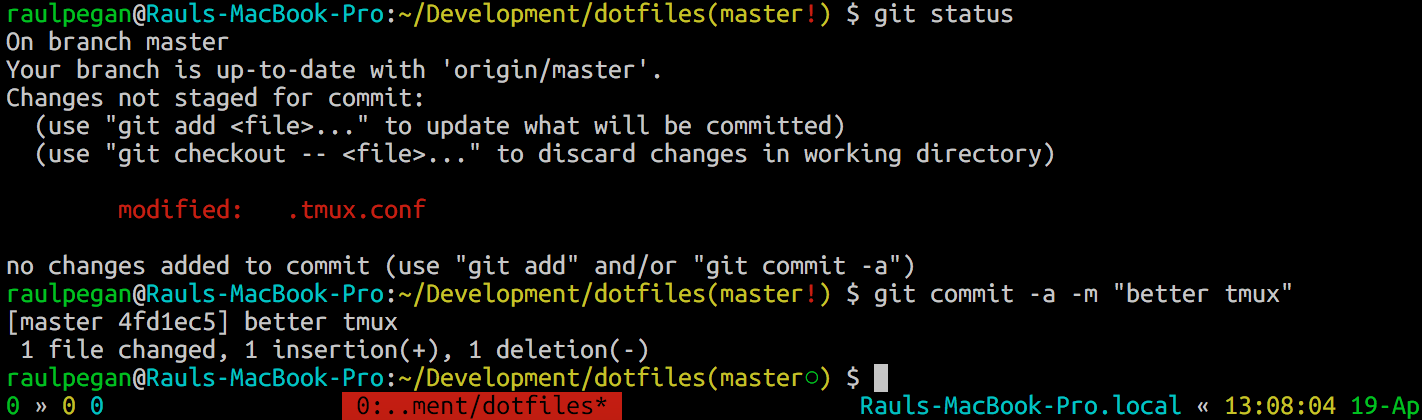 raulpegan@Rauls-MacBook-Pro:~/Development/dotfiles(master!) $ git status
On branch master
Your branch is up-to-date with 'origin/master'.
Changes not staged for commit:
  (use "git add <file>..." to update what will be committed)
  (use "git checkout -- <file>..." to discard changes in working directory)

        modified:   .tmux.conf

no changes added to commit (use "git add" and/or "git commit -a")
raulpegan@Rauls-MacBook-Pro:~/Development/dotfiles(master!) $ git commit -a -m "better tmux"
[master 4fd1ec5] better tmux
 1 file changed, 1 insertion(+), 1 deletion(-)
raulpegan@Rauls-MacBook-Pro:~/Development/dotfiles(master○) $
0 » 0 0 0:..ment/dotfiles* Rauls-MacBook-Pro.local « 13:08:04 19-Ap